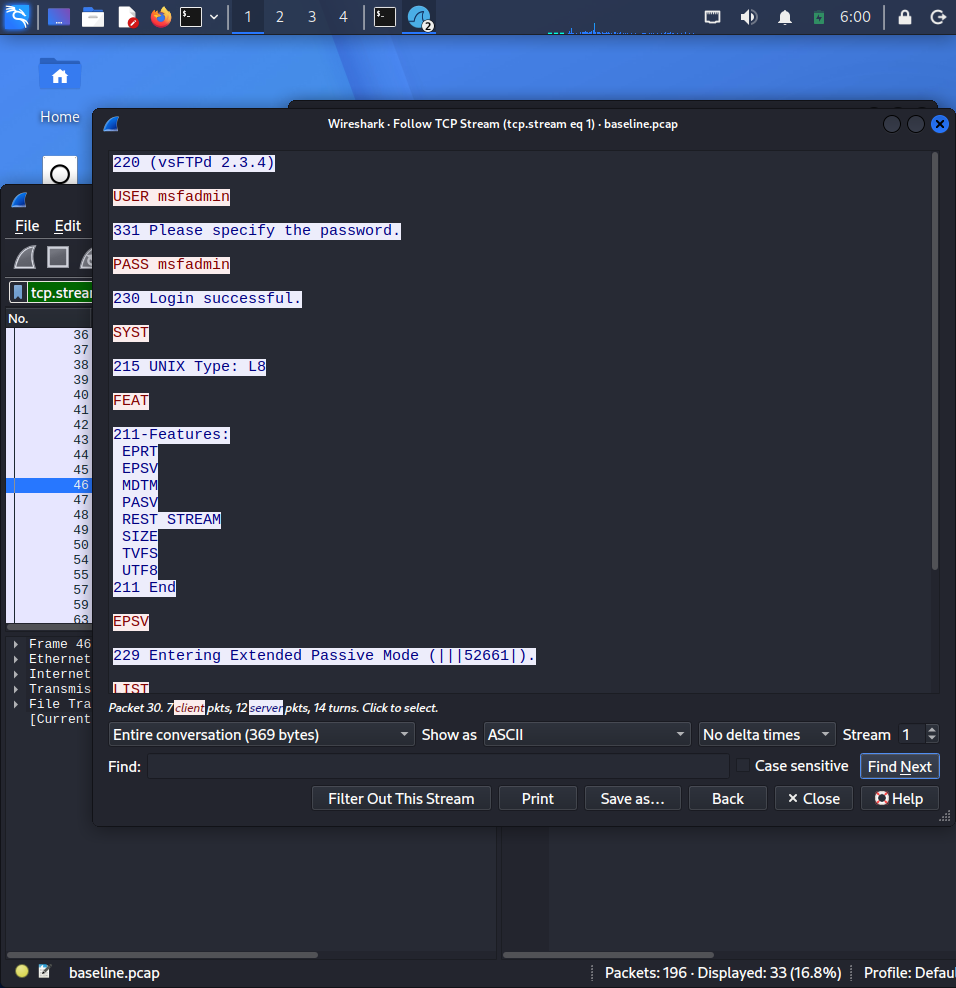 1 2 3 4 2 6:00
Home
Wireshark · Follow TCP Stream (tcp.stream eq 1) · baseline.pcap
220 (vsFTPd 2.3.4)
USER msfadmin
331 Please specify the password.
PASS msfadmin
230 Login successful.
SYST
215 UNIX Type: L8
FEAT
211-Features:
EPRT
EPSV
MDTM
PASV
REST STREAM
SIZE
TVFS
UTF8
211 End
EPSV
229 Entering Extended Passive Mode (|||52661|).
LIST
Packet 30. 7 client pkts, 12 server pkts, 14 turns. Click to select.
Entire conversation (369 bytes) Show as ASCII No delta times Stream 1
Find: Case sensitive Find Next
Filter Out This Stream Print Save as… Back × Close Help
File Edit
tcp.strear
No.
36
37
38
39
40
41
42
43
44
45
46
47
48
49
50
54
55
57
59
63
Frame 46
Ethernet
Internet
Transmis
File Tra
[Current
baseline.pcap Packets: 196 · Displayed: 33 (16.8%) Profile: Defau